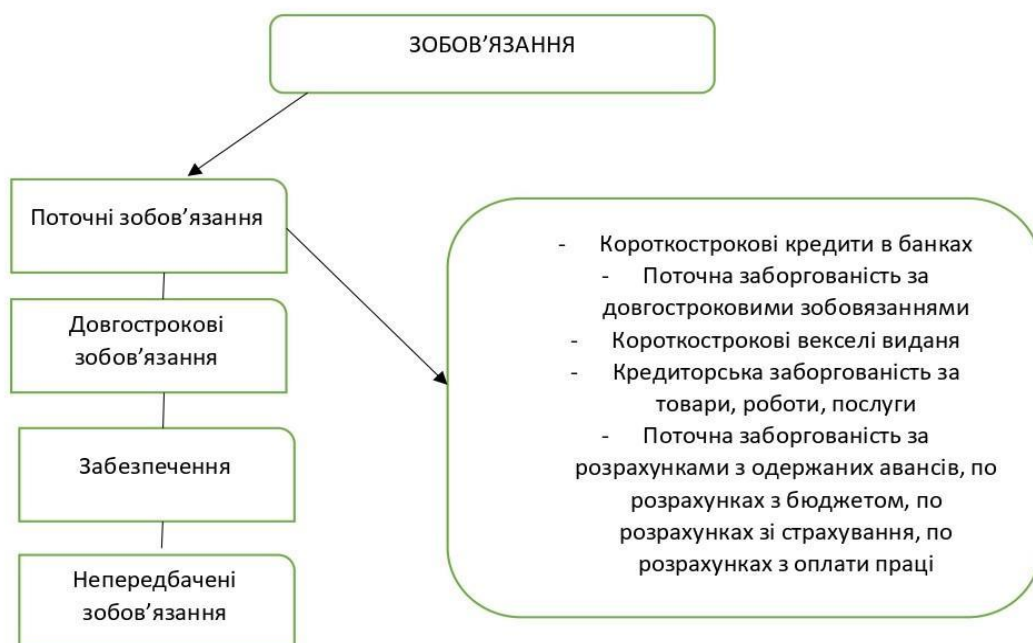 ЗОБОВ’ЯЗАННЯ
Поточні зобов’язання
Довгострокові
зобов’язання
Забезпечення
Непередбачені
зобов’язання
- Короткострокові кредити в банках
- Поточна заборгованість за
довгостроковими зобовязаннями
- Короткострокові векселі виданя
- Кредиторська заборгованість за
товари, роботи, послуги
- Поточна заборгованість за
розрахунками з одержаних авансів, по
розрахунках з бюджетом, по
розрахунках зі страхування, по
розрахунках з оплати праці